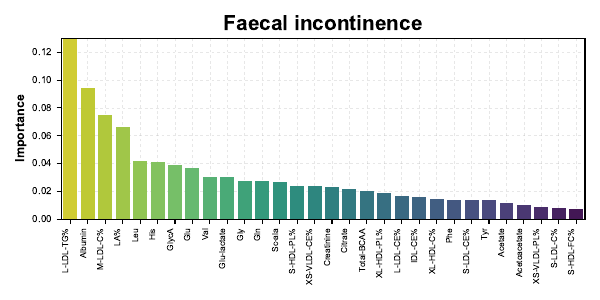 Faecal incontinence
Importance
0.12
0.10
0.08
0.06
0.04
0.02
0.00
L-LDL-TG%
Albumin
M-LDL-C%
LA%
Leu
His
GlycA
Glu
Val
Glu-lactate
Gly
Gln
Sc-ala
S-HDL-PL%
XS-VLDL-CE%
Creatinine
Citrate
Total-BCAA
XL-HDL-PL%
L-LDL-CE%
IDL-CE%
XL-HDL-C%
Phe
S-LDL-CE%
Tyr
Acetate
Acetoacetate
XS-VLDL-PL%
S-LDL-C%
S-HDL-FC%